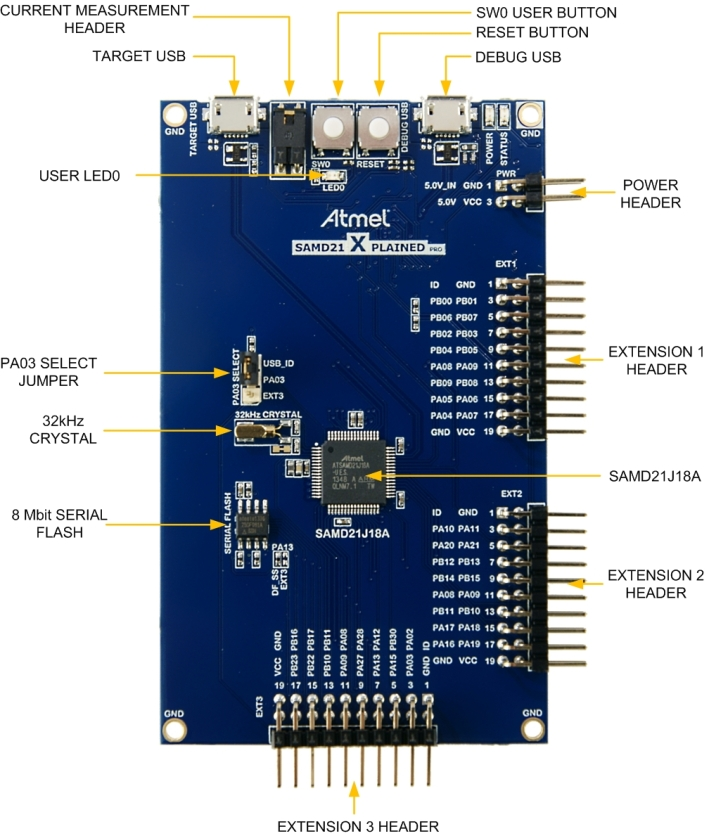 CURRENT MEASUREMENT
HEADER
TARGET USB
SW0 USER BUTTON
RESET BUTTON
DEBUG USB
TARGET USB
GND
DEBUG USB
POWER
STATUS
GND
SW0
RESET
USER LED0
LED0
PWR
5.0V_IN GND 1
5.0V VCC 3
POWER
HEADER
Atmel
SAMD21 XPLAINED PRO
EXT1
ID GND 1
PB00 PB01 3
PB06 PB07 5
PB02 PB03 7
PB04 PB05 9
PA08 PA09 11
PB09 PB08 13
PA05 PA06 15
PA04 PA07 17
GND VCC 19
EXTENSION 1
HEADER
PA03 SELECT
JUMPER
PA03 SELECT
USB_ID
PA03
EXT3
32kHz CRYSTAL
32kHz
CRYSTAL
Atmel
ATSAMD21J18A
SAMD21J18A
SAMD21J18A
8 Mbit SERIAL
FLASH
SERIAL FLASH
PA13
DF_SS
EXT3
EXT2
ID GND 1
PA10 PA11 3
PA20 PA21 5
PB12 PB13 7
PB14 PB15 9
PA08 PA09 11
PB11 PB10 13
PA17 PA18 15
PA16 PA19 17
GND VCC 19
EXTENSION 2
HEADER
EXT3
19 VCC GND
17 PB23 PB16
15 PB22 PB17
13 PB10 PB11
11 PA09 PA08
9 PA27 PA28
7 PA13 PA12
5 PA15 PB30
3 PA03 PA02
1 GND ID
GND
GND
EXTENSION 3 HEADER